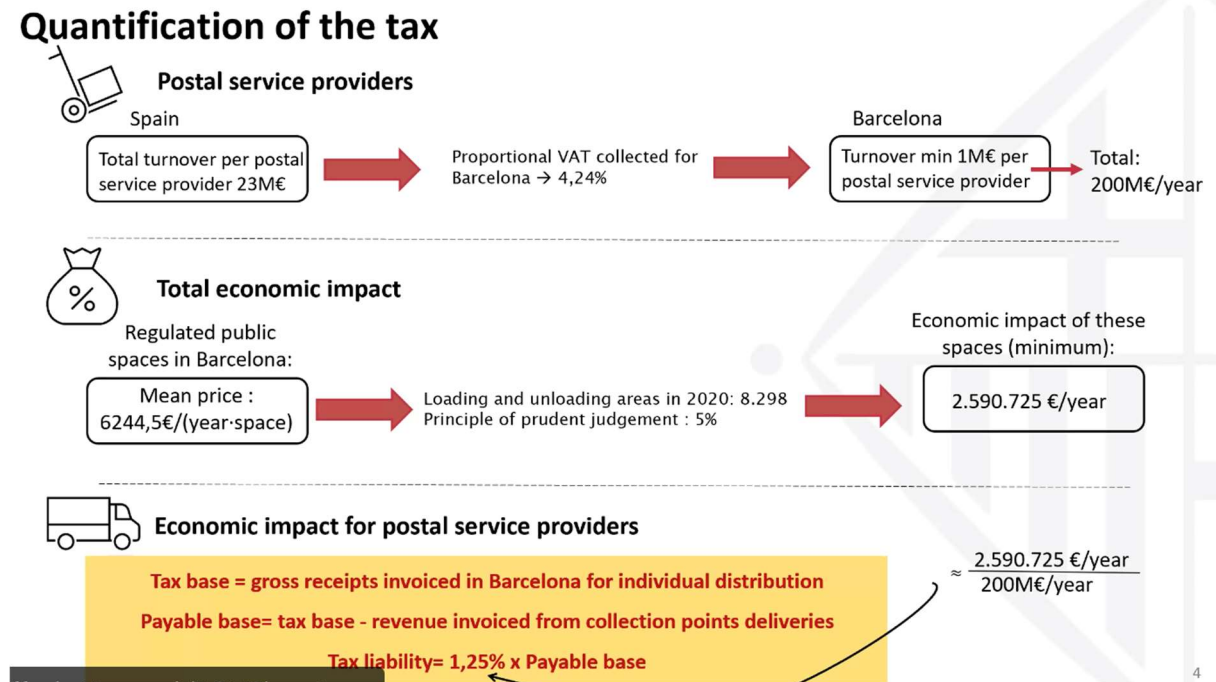 Quantification of the tax
Postal service providers
Spain
Total turnover per postal
service provider 23M€
Proportional VAT collected for
Barcelona → 4,24%
Barcelona
Turnover min 1M€ per
postal service provider
Total:
200M€/year
%
Total economic impact
Regulated public
spaces in Barcelona:
Mean price :
6244,5€/(year·space)
Loading and unloading areas in 2020: 8.298
Principle of prudent judgement : 5%
Economic impact of these
spaces (minimum):
2.590.725 €/year
Economic impact for postal service providers
Tax base = gross receipts invoiced in Barcelona for individual distribution
Payable base= tax base - revenue invoiced from collection points deliveries
Tax liability= 1,25% x Payable base
≈ 2.590.725 €/year
200M€/year
4